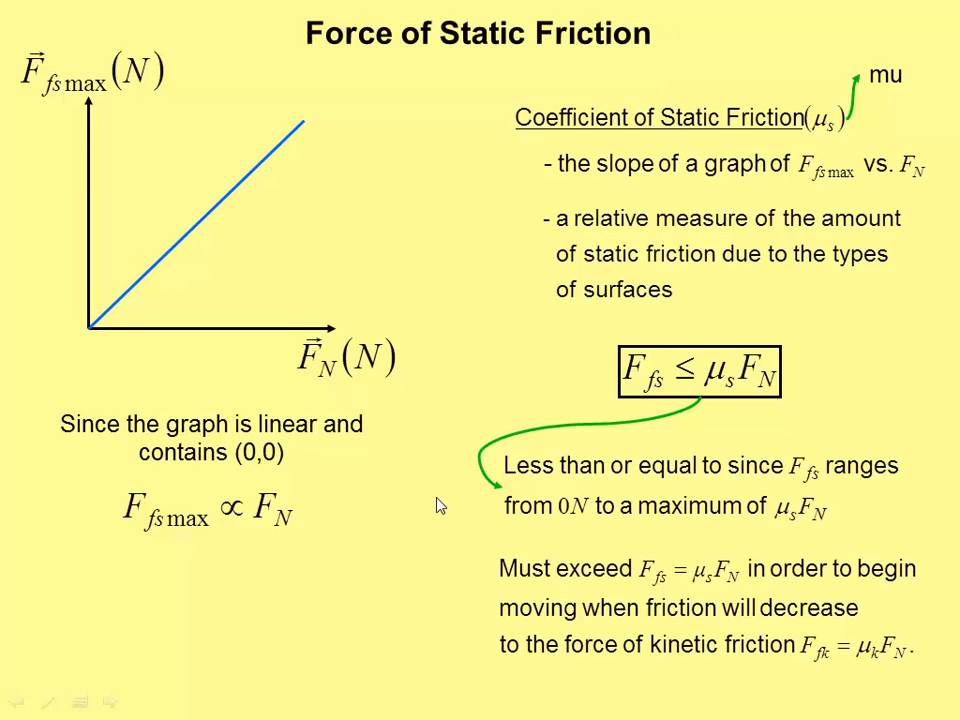 Force of Static Friction
F⃗fs max (N)
mu
Coefficient of Static Friction (μs)
- the slope of a graph of Ffs max vs. FN
- a relative measure of the amount
of static friction due to the types
of surfaces
F⃗N (N)
Ffs ≤ μsFN
Since the graph is linear and
contains (0,0)
Ffs max ∝ FN
Less than or equal to since Ffs ranges
from 0N to a maximum of μsFN
Must exceed Ffs = μsFN in order to begin
moving when friction will decrease
to the force of kinetic friction Ffk = μkFN.